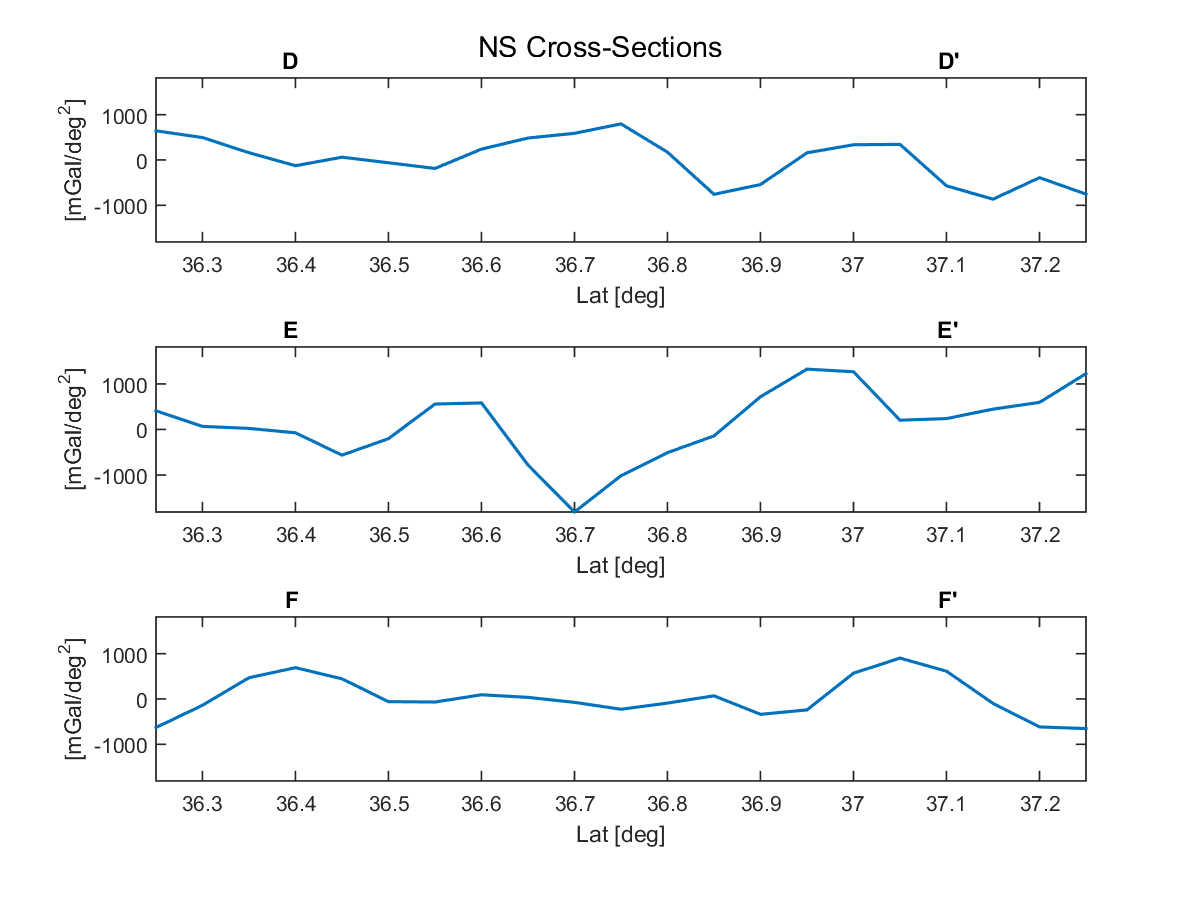 NS Cross-Sections
D D'
[mGal/deg²]
1000
0
-1000
36.3 36.4 36.5 36.6 36.7 36.8 36.9 37 37.1 37.2
Lat [deg]
E E'
[mGal/deg²]
1000
0
-1000
36.3 36.4 36.5 36.6 36.7 36.8 36.9 37 37.1 37.2
Lat [deg]
F F'
[mGal/deg²]
1000
0
-1000
36.3 36.4 36.5 36.6 36.7 36.8 36.9 37 37.1 37.2
Lat [deg]